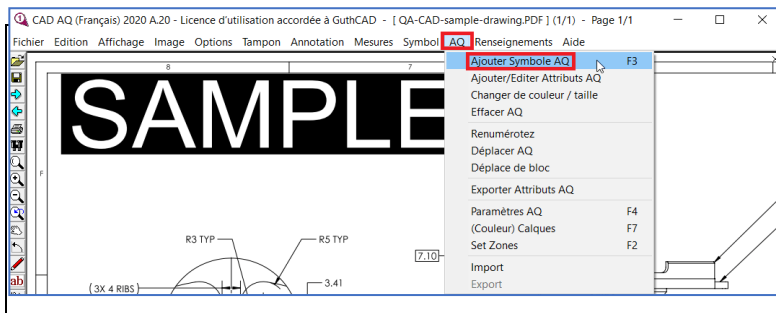 CAD AQ (Français) 2020 A.20 - Licence d'utilisation accordée à GuthCAD - [ QA-CAD-sample-drawing.PDF ] (1/1) - Page 1/1
Fichier Edition Affichage Image Options Tampon Annotation Mesures Symbol AQ Renseignements Aide
Ajouter Symbole AQ F3
Ajouter/Editer Attributs AQ
Changer de couleur / taille
Effacer AQ
Renumérotez
Déplacer AQ
Déplace de bloc
Exporter Attributs AQ
Paramètres AQ F4
(Couleur) Calques F7
Set Zones F2
Import
Export
8 7
SAMPLE
F
R3 TYP R5 TYP
7.10
3.41
(3X 4 RIBS)
ab